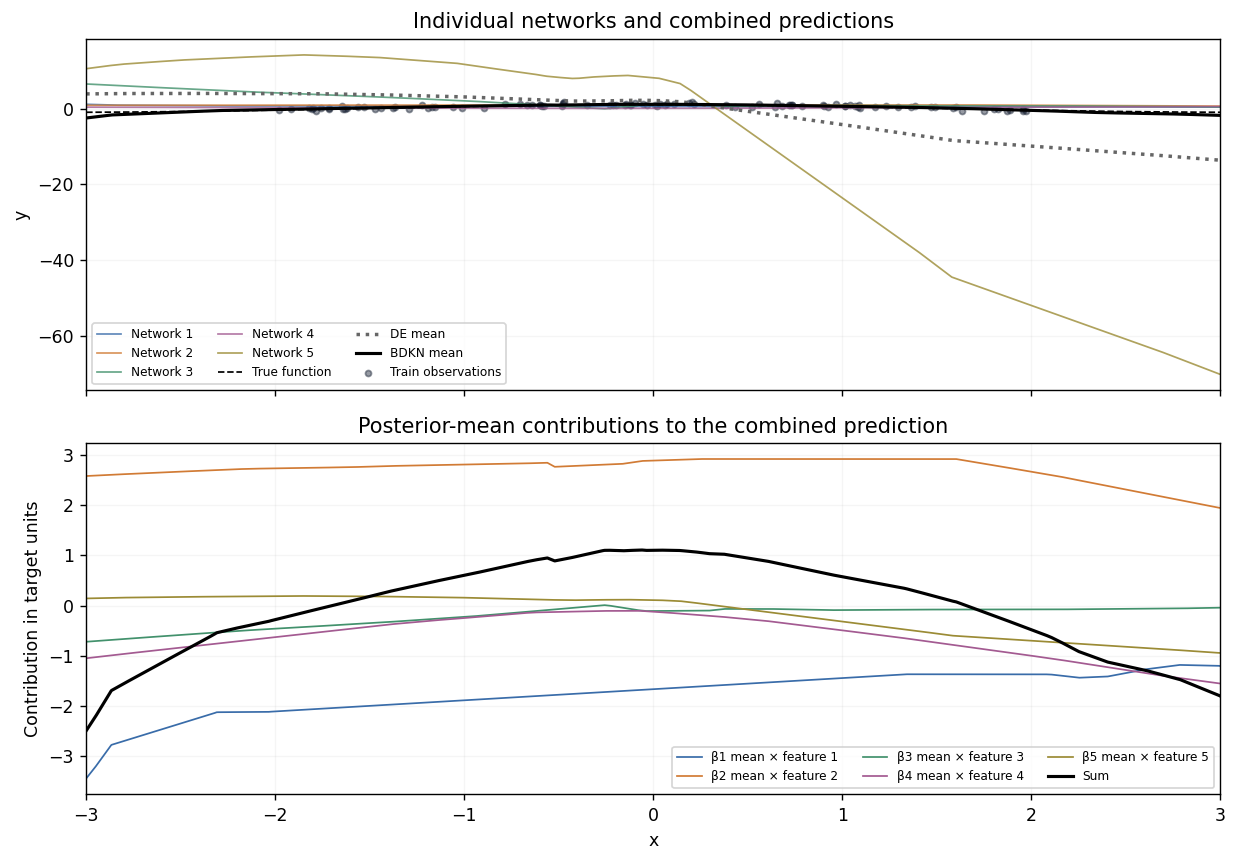 Individual networks and combined predictions
0
−20
−40
−60
y
Network 1 Network 4 DE mean
Network 2 Network 5 BDKN mean
Network 3 True function Train observations
Posterior-mean contributions to the combined prediction
3
2
1
0
−1
−2
−3
Contribution in target units
β1 mean × feature 1 β3 mean × feature 3 β5 mean × feature 5
β2 mean × feature 2 β4 mean × feature 4 Sum
−3 −2 −1 0 1 2 3
x